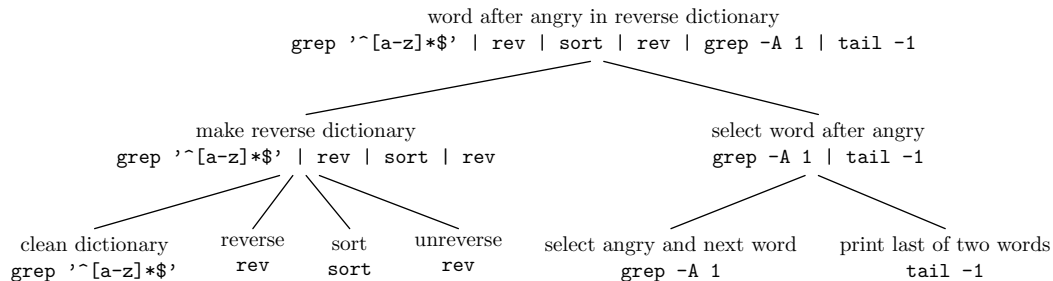 word after angry in reverse dictionary
grep '^[a-z]*$' | rev | sort | rev | grep -A 1 | tail -1
make reverse dictionary
grep '^[a-z]*$' | rev | sort | rev
select word after angry
grep -A 1 | tail -1
clean dictionary
grep '^[a-z]*$'
reverse
rev
sort
sort
unreverse
rev
select angry and next word
grep -A 1
print last of two words
tail -1